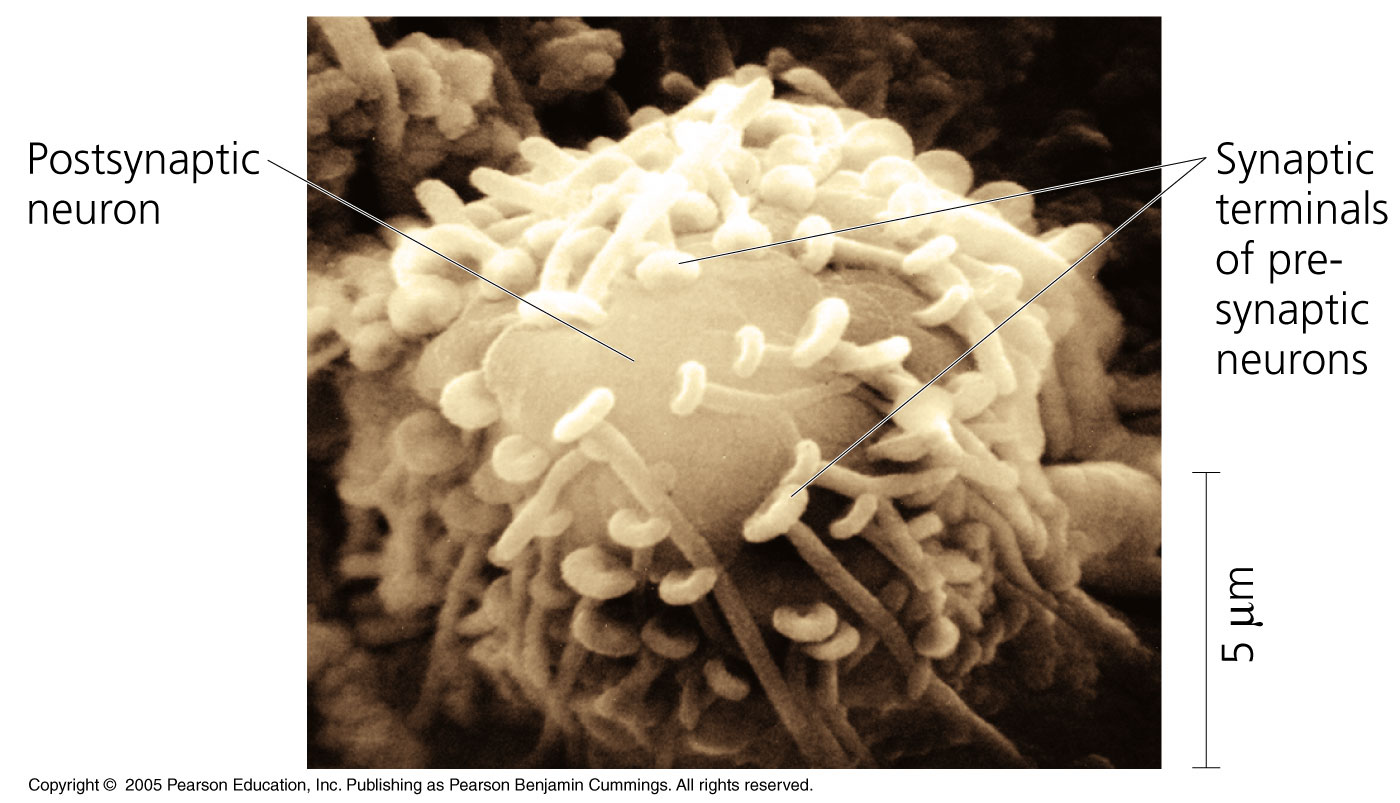 Postsynaptic
neuron
Synaptic
terminals
of pre-
synaptic
neurons
5 µm
Copyright © 2005 Pearson Education, Inc. Publishing as Pearson Benjamin Cummings. All rights reserved.